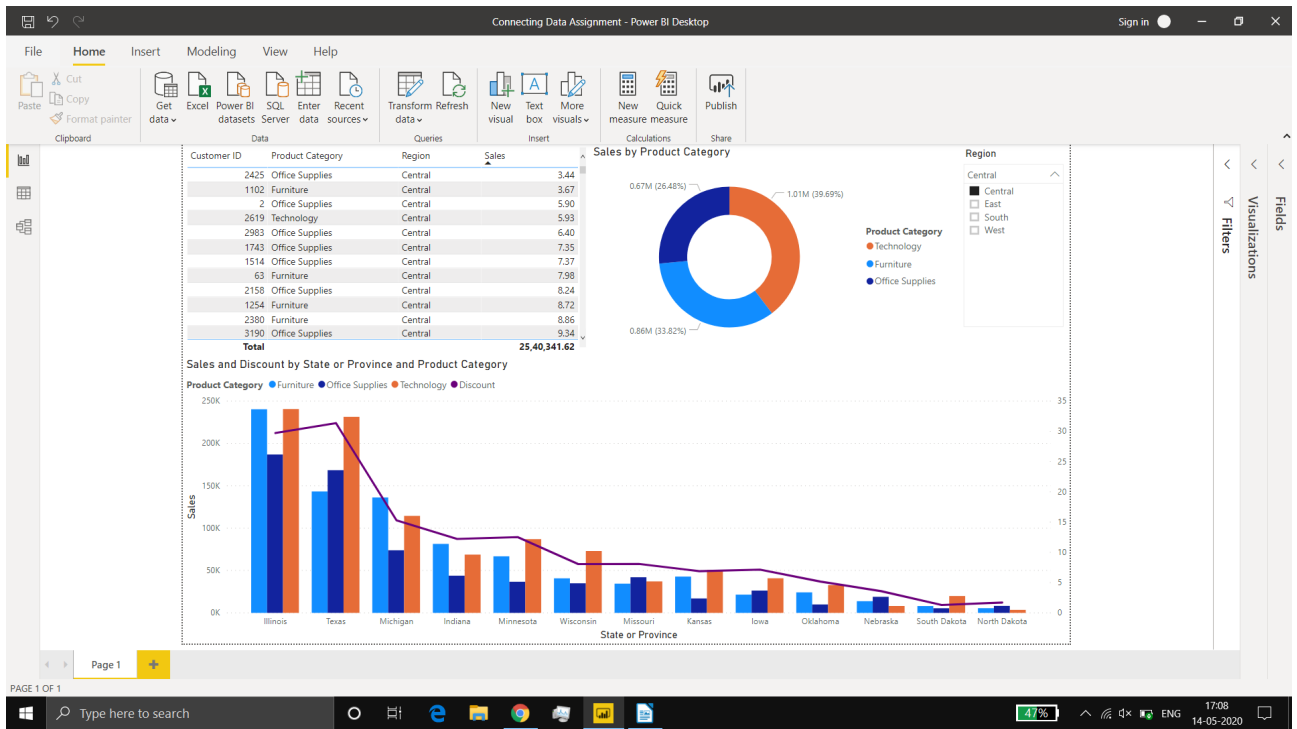 Connecting Data Assignment - Power BI Desktop
Sign in
File Home Insert Modeling View Help
Paste
Cut
Copy
Format painter
Get data
Excel
Power BI datasets
SQL Server
Enter data
Recent sources
Transform data
Refresh
New visual
Text box
More visuals
New measure
Quick measure
Publish
Clipboard Data Queries Insert Calculations Share
Customer ID Product Category Region Sales
2425 Office Supplies Central 3.44
1102 Furniture Central 3.67
2 Office Supplies Central 5.90
2619 Technology Central 5.93
2983 Office Supplies Central 6.40
1743 Office Supplies Central 7.35
1514 Office Supplies Central 7.37
63 Furniture Central 7.98
2158 Office Supplies Central 8.24
1254 Furniture Central 8.72
2380 Furniture Central 8.86
3190 Office Supplies Central 9.34
Total 25,40,341.62
Sales by Product Category
0.67M (26.48%)
1.01M (39.69%)
0.86M (33.82%)
Product Category
Technology
Furniture
Office Supplies
Region
Central
Central
East
South
West
Filters
Visualizations
Fields
Sales and Discount by State or Province and Product Category
Product Category Furniture Office Supplies Technology Discount
250K
200K
150K
100K
50K
0K
Sales
35
30
25
20
15
10
5
0
Illinois Texas Michigan Indiana Minnesota Wisconsin Missouri Kansas Iowa Oklahoma Nebraska South Dakota North Dakota
State or Province
Page 1
PAGE 1 OF 1
Type here to search
47%
ENG
17:08
14-05-2020